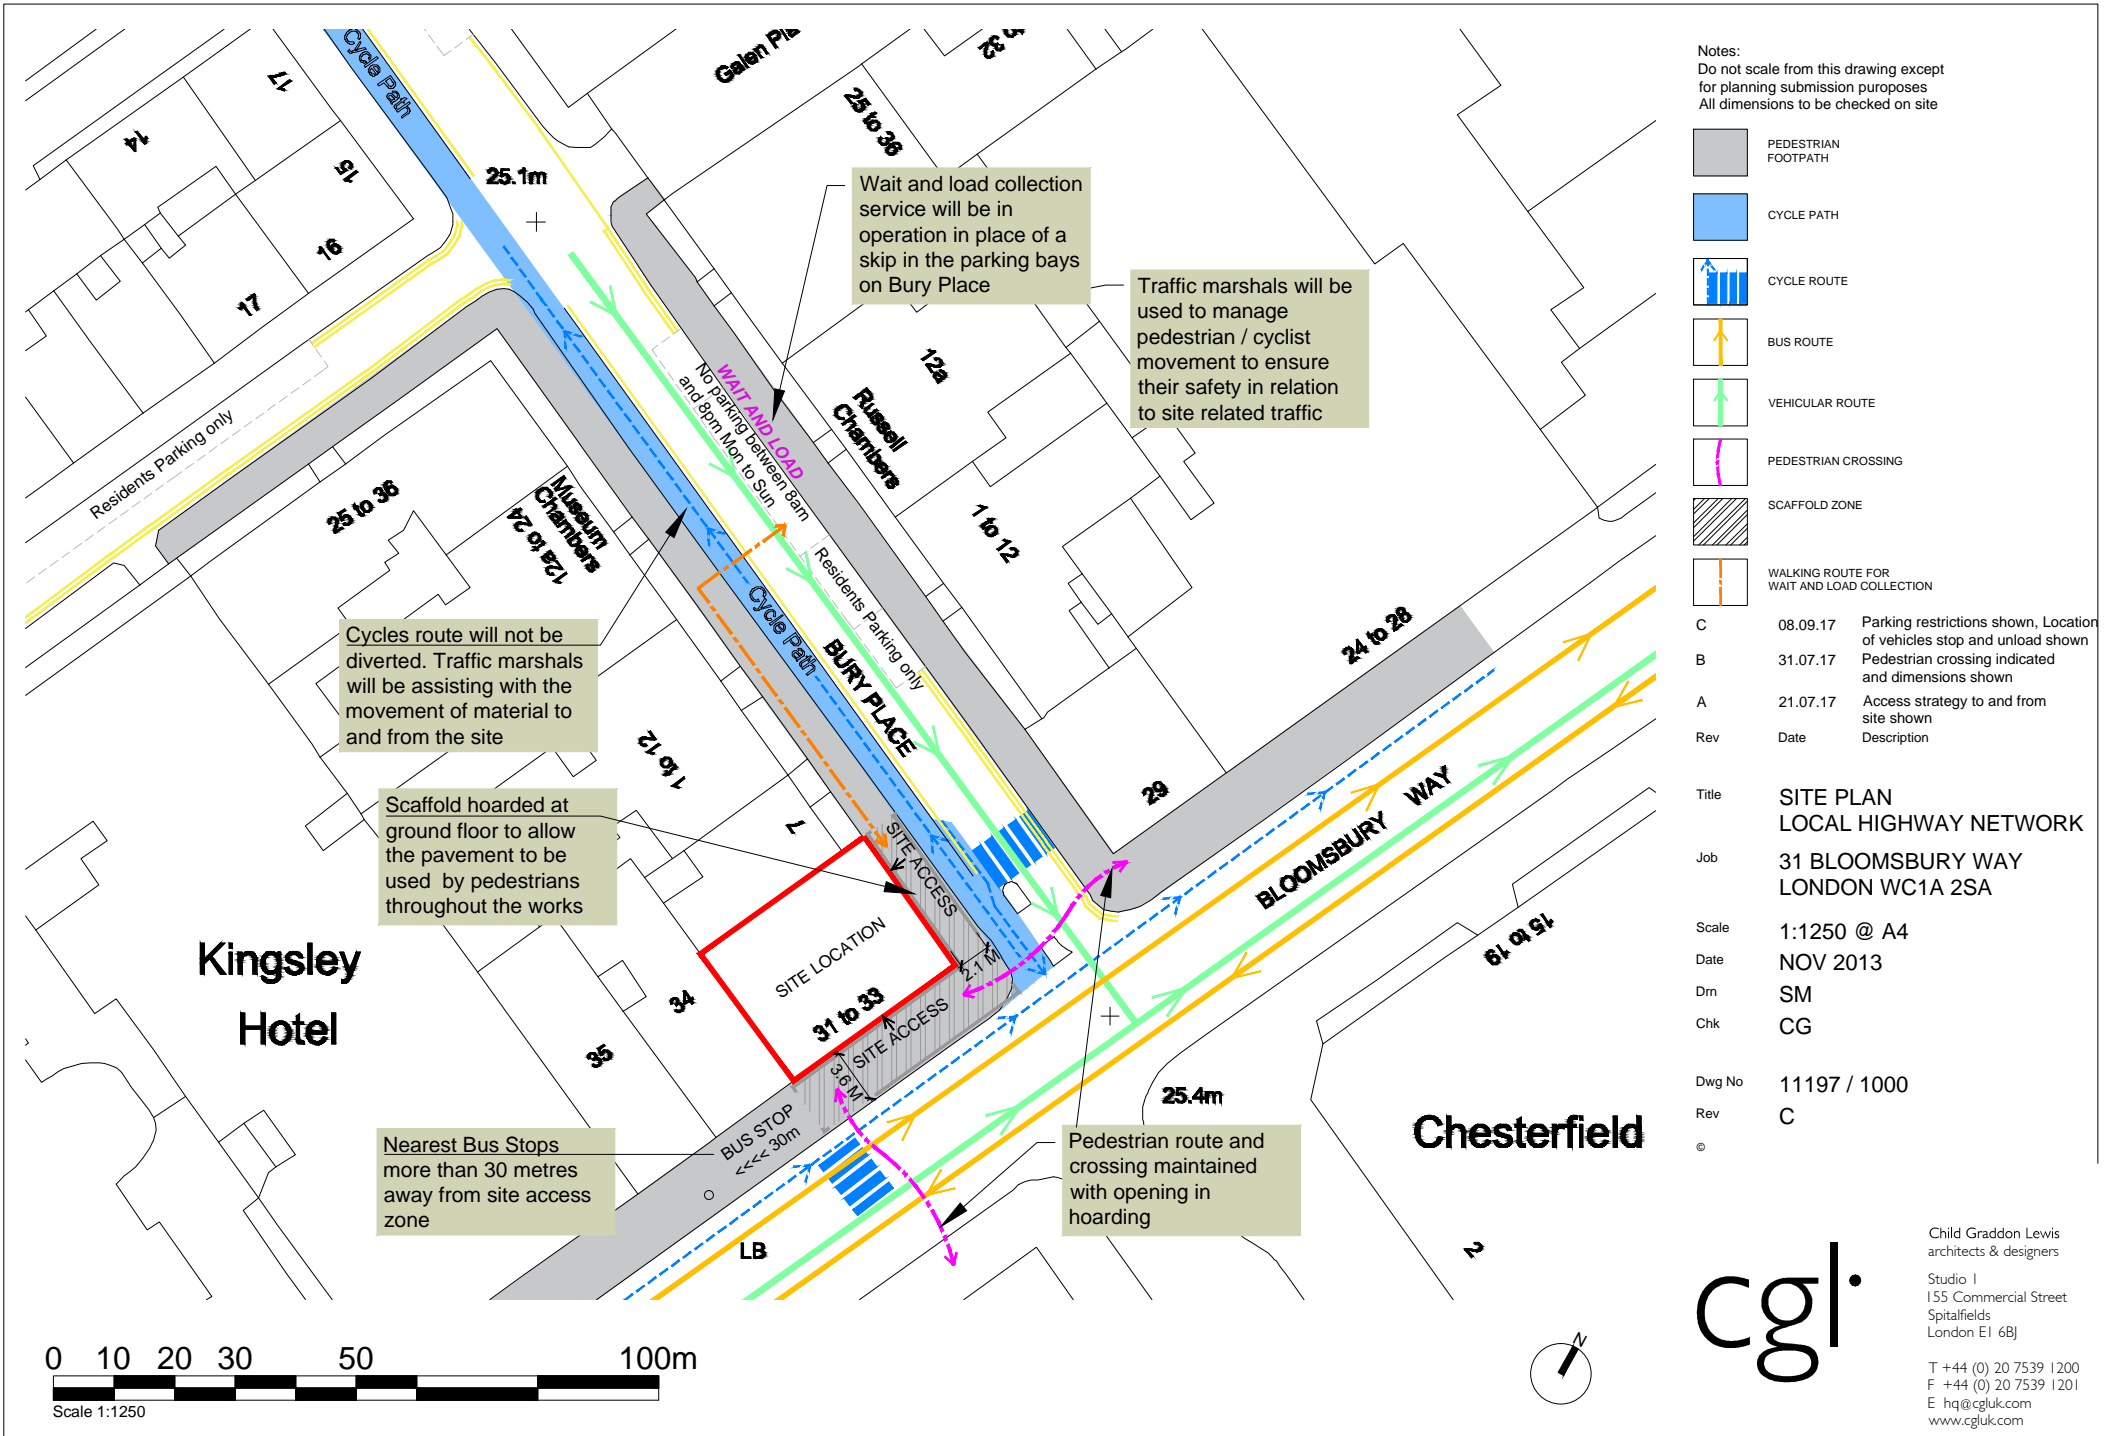 Cycle Path
Galen Pla
32
17
14
15
16
17
25.1m
25 to 36
Wait and load collection
service will be in
operation in place of a
skip in the parking bays
on Bury Place
Traffic marshals will be
used to manage
pedestrian / cyclist
movement to ensure
their safety in relation
to site related traffic
Residents Parking only
25 to 36
Museum
Chambers
12a to 24
WAIT AND LOAD
No parking between 8am
and 8pm Mon to Sun
12a
Russell
Chambers
1 to 12
Residents Parking only
Cycle Path
BURY PLACE
24 to 28
29
Cycles route will not be
diverted. Traffic marshals
will be assisting with the
movement of material to
and from the site
1 to 12
7
Scaffold hoarded at
ground floor to allow
the pavement to be
used by pedestrians
throughout the works
SITE ACCESS
SITE LOCATION
31 to 33
2.1 M
SITE ACCESS
3.6 M
34
35
Kingsley
Hotel
BLOOMSBURY WAY
15 to 19
25.4m
Chesterfield
2
BUS STOP
<<<< 30m
LB
Nearest Bus Stops
more than 30 metres
away from site access
zone
Pedestrian route and
crossing maintained
with opening in
hoarding
0 10 20 30 50 100m
Scale 1:1250
N
Notes:
Do not scale from this drawing except
for planning submission puroposes
All dimensions to be checked on site
PEDESTRIAN
FOOTPATH
CYCLE PATH
CYCLE ROUTE
BUS ROUTE
VEHICULAR ROUTE
PEDESTRIAN CROSSING
SCAFFOLD ZONE
WALKING ROUTE FOR
WAIT AND LOAD COLLECTION
C 08.09.17 Parking restrictions shown, Location
of vehicles stop and unload shown
B 31.07.17 Pedestrian crossing indicated
and dimensions shown
A 21.07.17 Access strategy to and from
site shown
Rev Date Description
Title SITE PLAN
LOCAL HIGHWAY NETWORK
Job 31 BLOOMSBURY WAY
LONDON WC1A 2SA
Scale 1:1250 @ A4
Date NOV 2013
Drn SM
Chk CG
Dwg No 11197 / 1000
Rev C
©
cgl
Child Graddon Lewis
architects & designers
Studio 1
155 Commercial Street
Spitalfields
London E1 6BJ
T +44 (0) 20 7539 1200
F +44 (0) 20 7539 1201
E hq@cgluk.com
www.cgluk.com